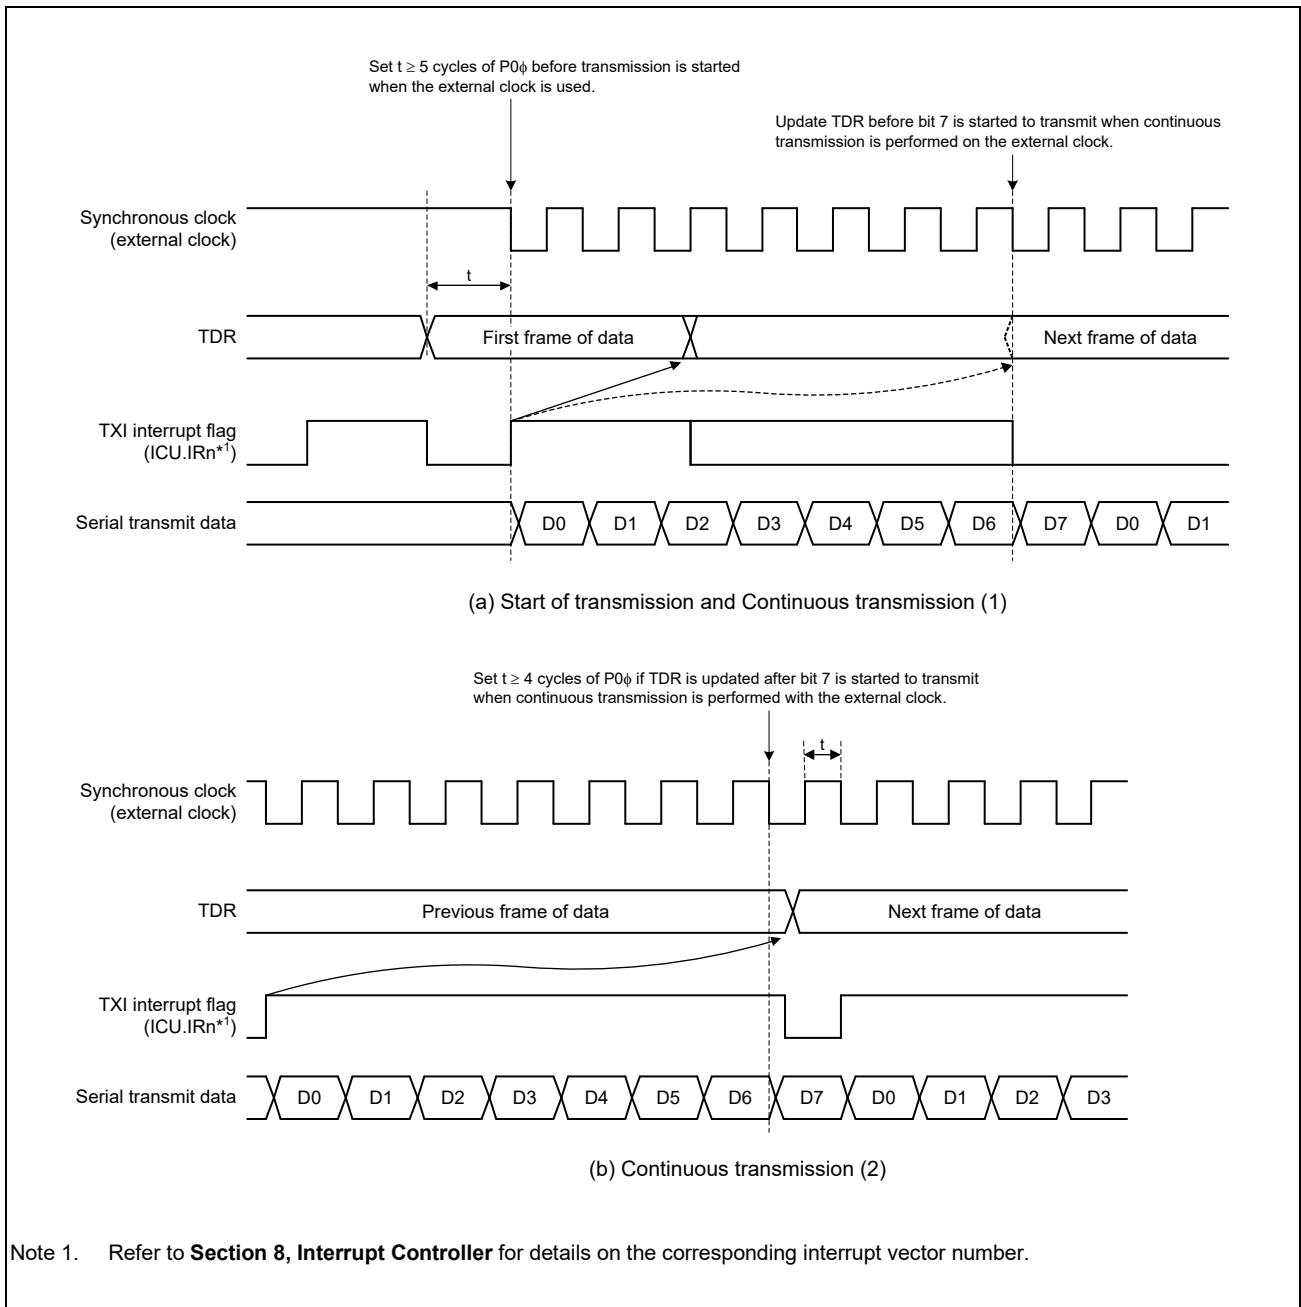 Set t ≥ 5 cycles of P0ϕ before transmission is started
when the external clock is used.
Update TDR before bit 7 is started to transmit when continuous
transmission is performed on the external clock.
Synchronous clock
(external clock)
t
TDR
First frame of data
Next frame of data
TXI interrupt flag
(ICU.IRn*1)
Serial transmit data
D0 D1 D2 D3 D4 D5 D6 D7 D0 D1
(a) Start of transmission and Continuous transmission (1)
Set t ≥ 4 cycles of P0ϕ if TDR is updated after bit 7 is started to transmit
when continuous transmission is performed with the external clock.
t
Synchronous clock
(external clock)
TDR
Previous frame of data
Next frame of data
TXI interrupt flag
(ICU.IRn*1)
Serial transmit data
D0 D1 D2 D3 D4 D5 D6 D7 D0 D1 D2 D3
(b) Continuous transmission (2)
Note 1. Refer to Section 8, Interrupt Controller for details on the corresponding interrupt vector number.